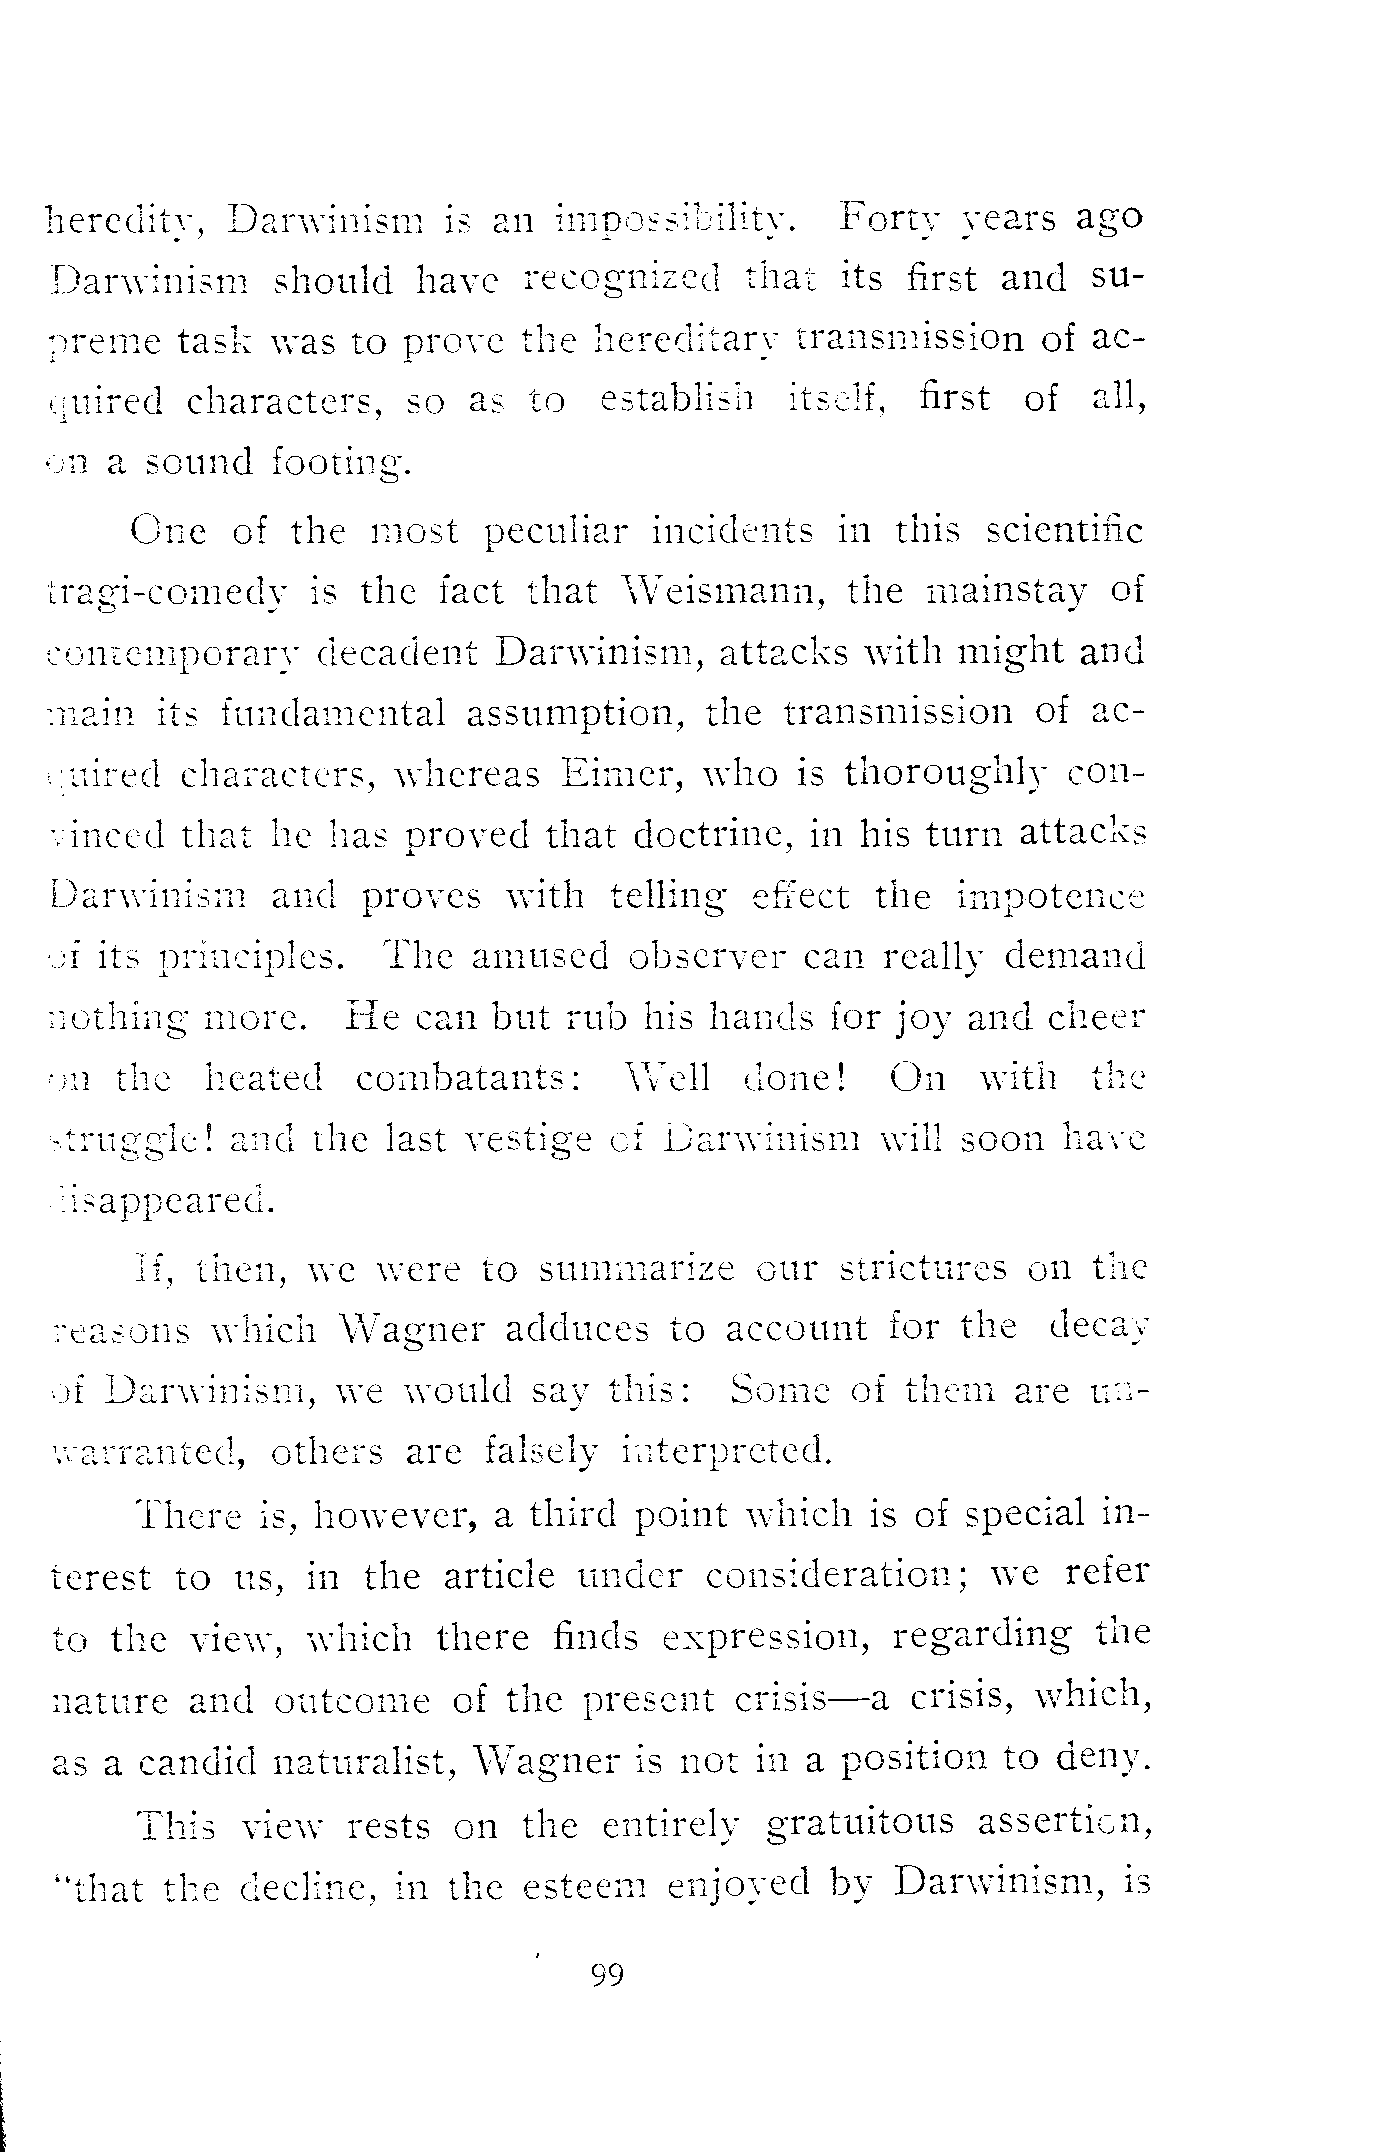 heredity, Darwinism is an impossibility. Forty years ago
Darwinism should have recognized that its first and su-
preme task was to prove the hereditary transmission of ac-
quired characters, so as to establish itself, first of all,
on a sound footing.
One of the most peculiar incidents in this scientific
tragi-comedy is the fact that Weismann, the mainstay of
contemporary decadent Darwinism, attacks with might and
main its fundamental assumption, the transmission of ac-
quired characters, whereas Eimer, who is thoroughly con-
vinced that he has proved that doctrine, in his turn attacks
Darwinism and proves with telling effect the impotence
of its principles. The amused observer can really demand
nothing more. He can but rub his hands for joy and cheer
on the heated combatants: Well done! On with the
struggle! and the last vestige of Darwinism will soon have
disappeared.
If, then, we were to summarize our strictures on the
reasons which Wagner adduces to account for the decay
of Darwinism, we would say this: Some of them are un-
warranted, others are falsely interpreted.
There is, however, a third point which is of special in-
terest to us, in the article under consideration; we refer
to the view, which there finds expression, regarding the
nature and outcome of the present crisis—a crisis, which,
as a candid naturalist, Wagner is not in a position to deny.
This view rests on the entirely gratuitous assertion,
"that the decline, in the esteem enjoyed by Darwinism, is
99